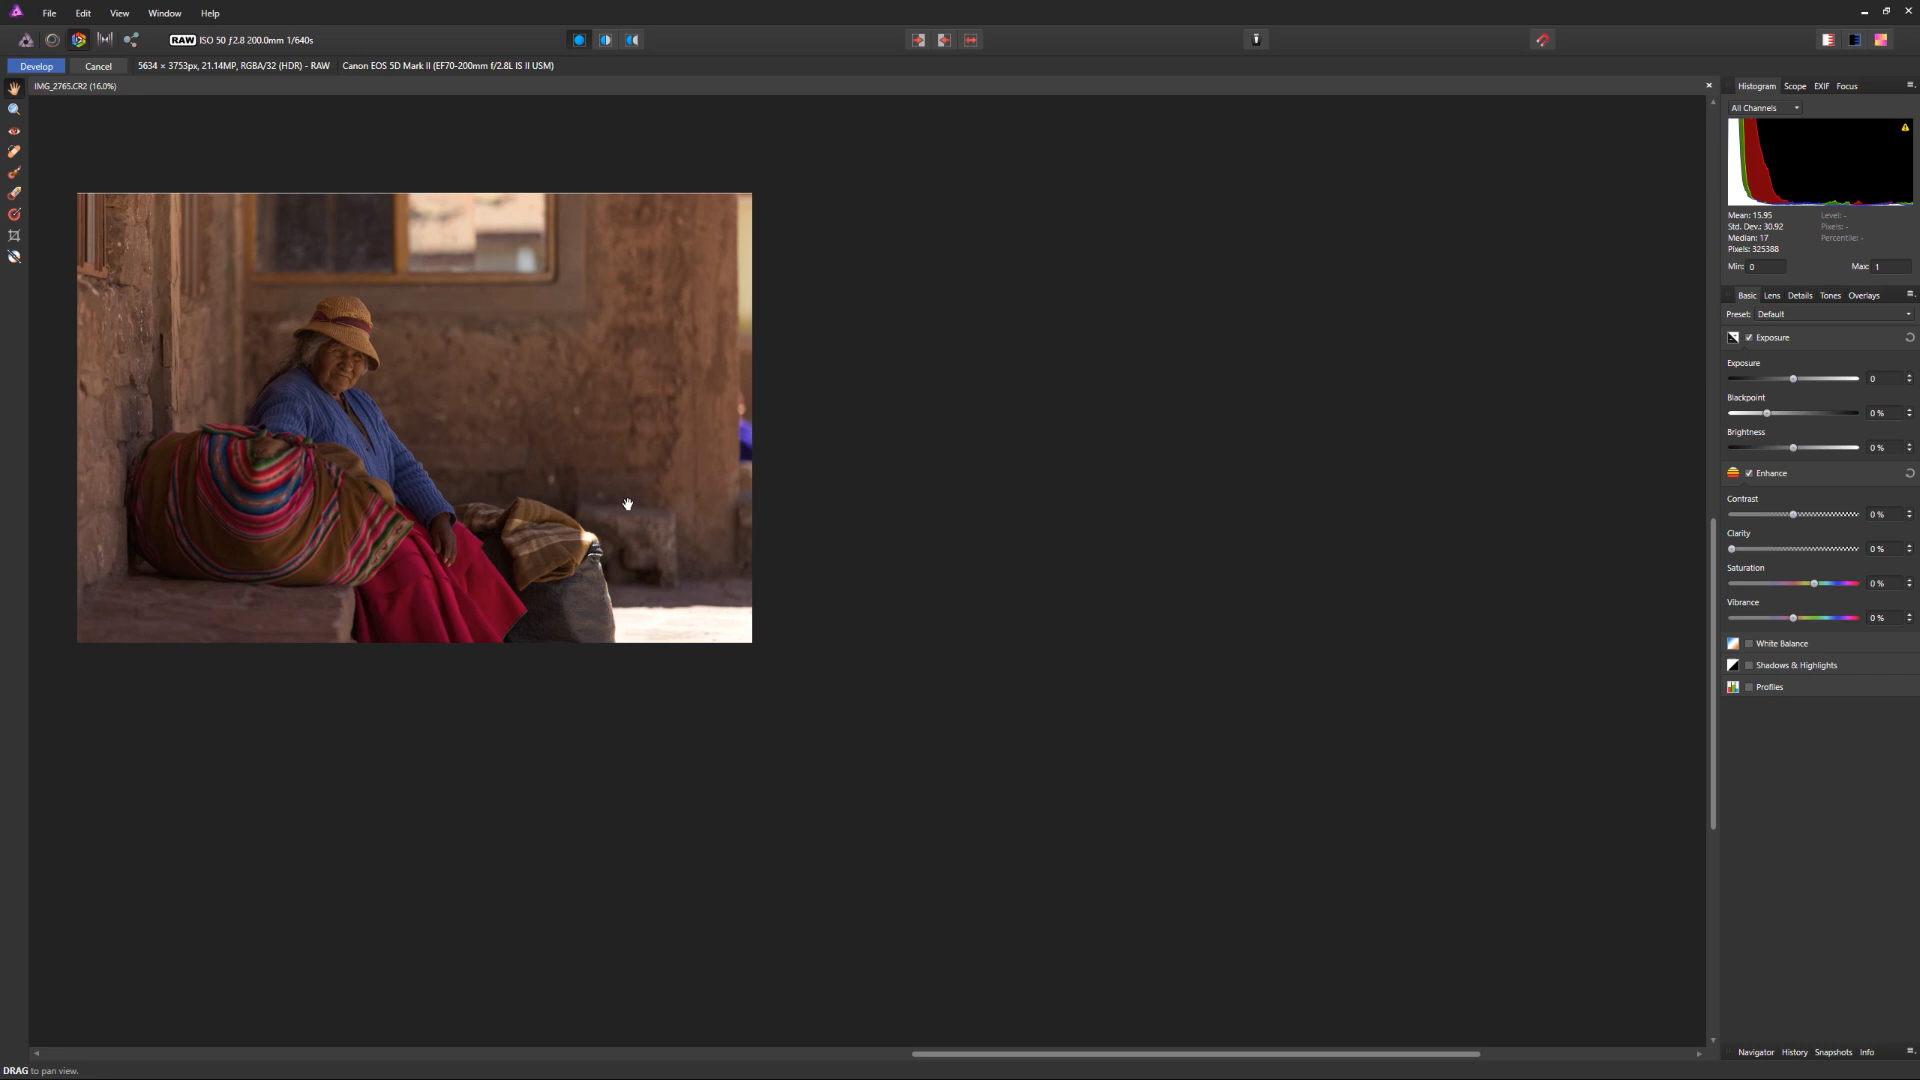 File Edit View Window Help
RAW ISO 50 ƒ/2.8 200.0mm 1/640s
Develop Cancel 5634 × 3753px, 21.14MP, RGBA/32 (HDR) - RAW Canon EOS 5D Mark II (EF70-200mm f/2.8L IS II USM)
IMG_2765.CR2 (16.0%)
Histogram Scope EXIF Focus
All Channels
Mean: 15.95 Level: -
Std. Dev.: 30.92 Pixels: -
Median: 17 Percentile: -
Pixels: 325388
Min: 0 Max: 1
Basic Lens Details Tones Overlays
Preset: Default
Exposure
Exposure
0
Blackpoint
0 %
Brightness
0 %
Enhance
Contrast
0 %
Clarity
0 %
Saturation
0 %
Vibrance
0 %
White Balance
Shadows & Highlights
Profiles
Navigator History Snapshots Info
DRAG to pan view.